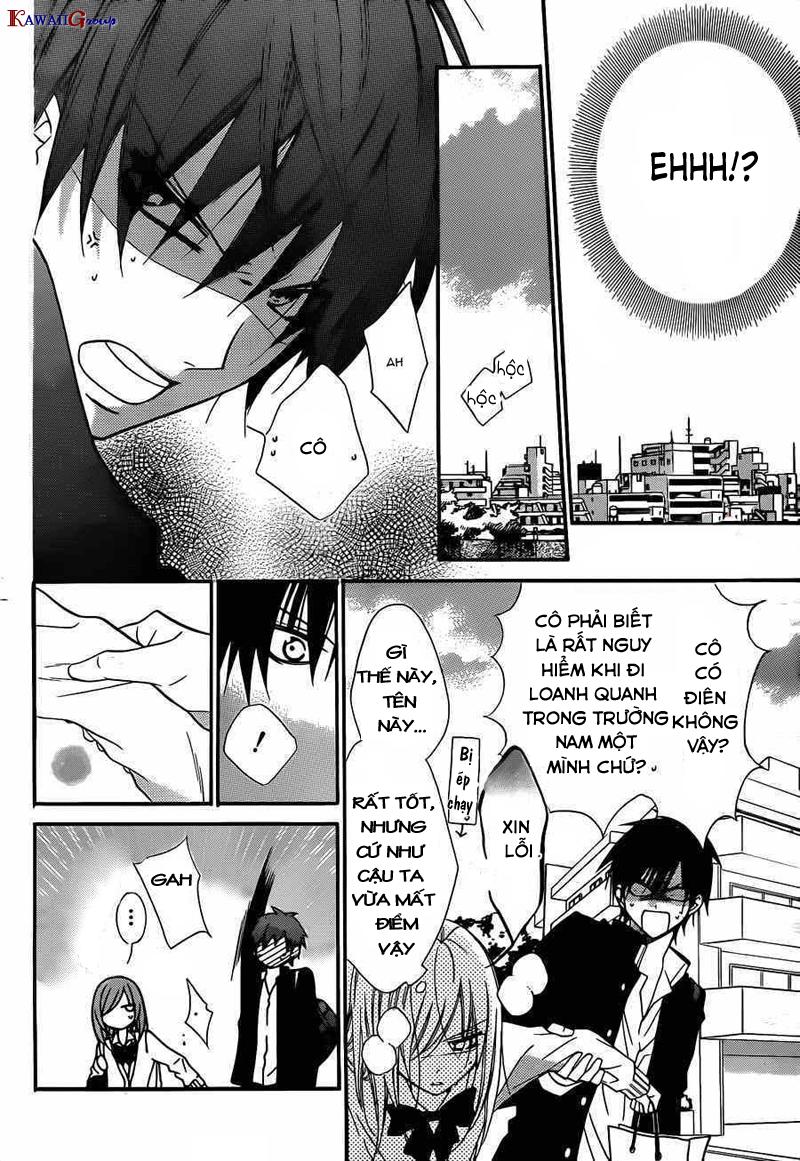 KAWAII Group
EHHH!?
hộc
hộc
AH
CÔ
CÔ
CÓ
ĐIÊN
KHÔNG
VẬY?
CÔ PHẢI BIẾT
LÀ RẤT NGUY
HIỂM KHI ĐI
LOANH QUANH
TRONG TRƯỜNG
NAM MỘT
MÌNH CHỨ?
XIN
LỖI
Bị
ép
chạy
GÌ
THẾ NÀY,
TÊN
NÀY...
RẤT TỐT,
NHƯNG
CỨ NHƯ
CẬU TA
VỪA MẤT
ĐIỂM
VẬY
!
GAH
...
...